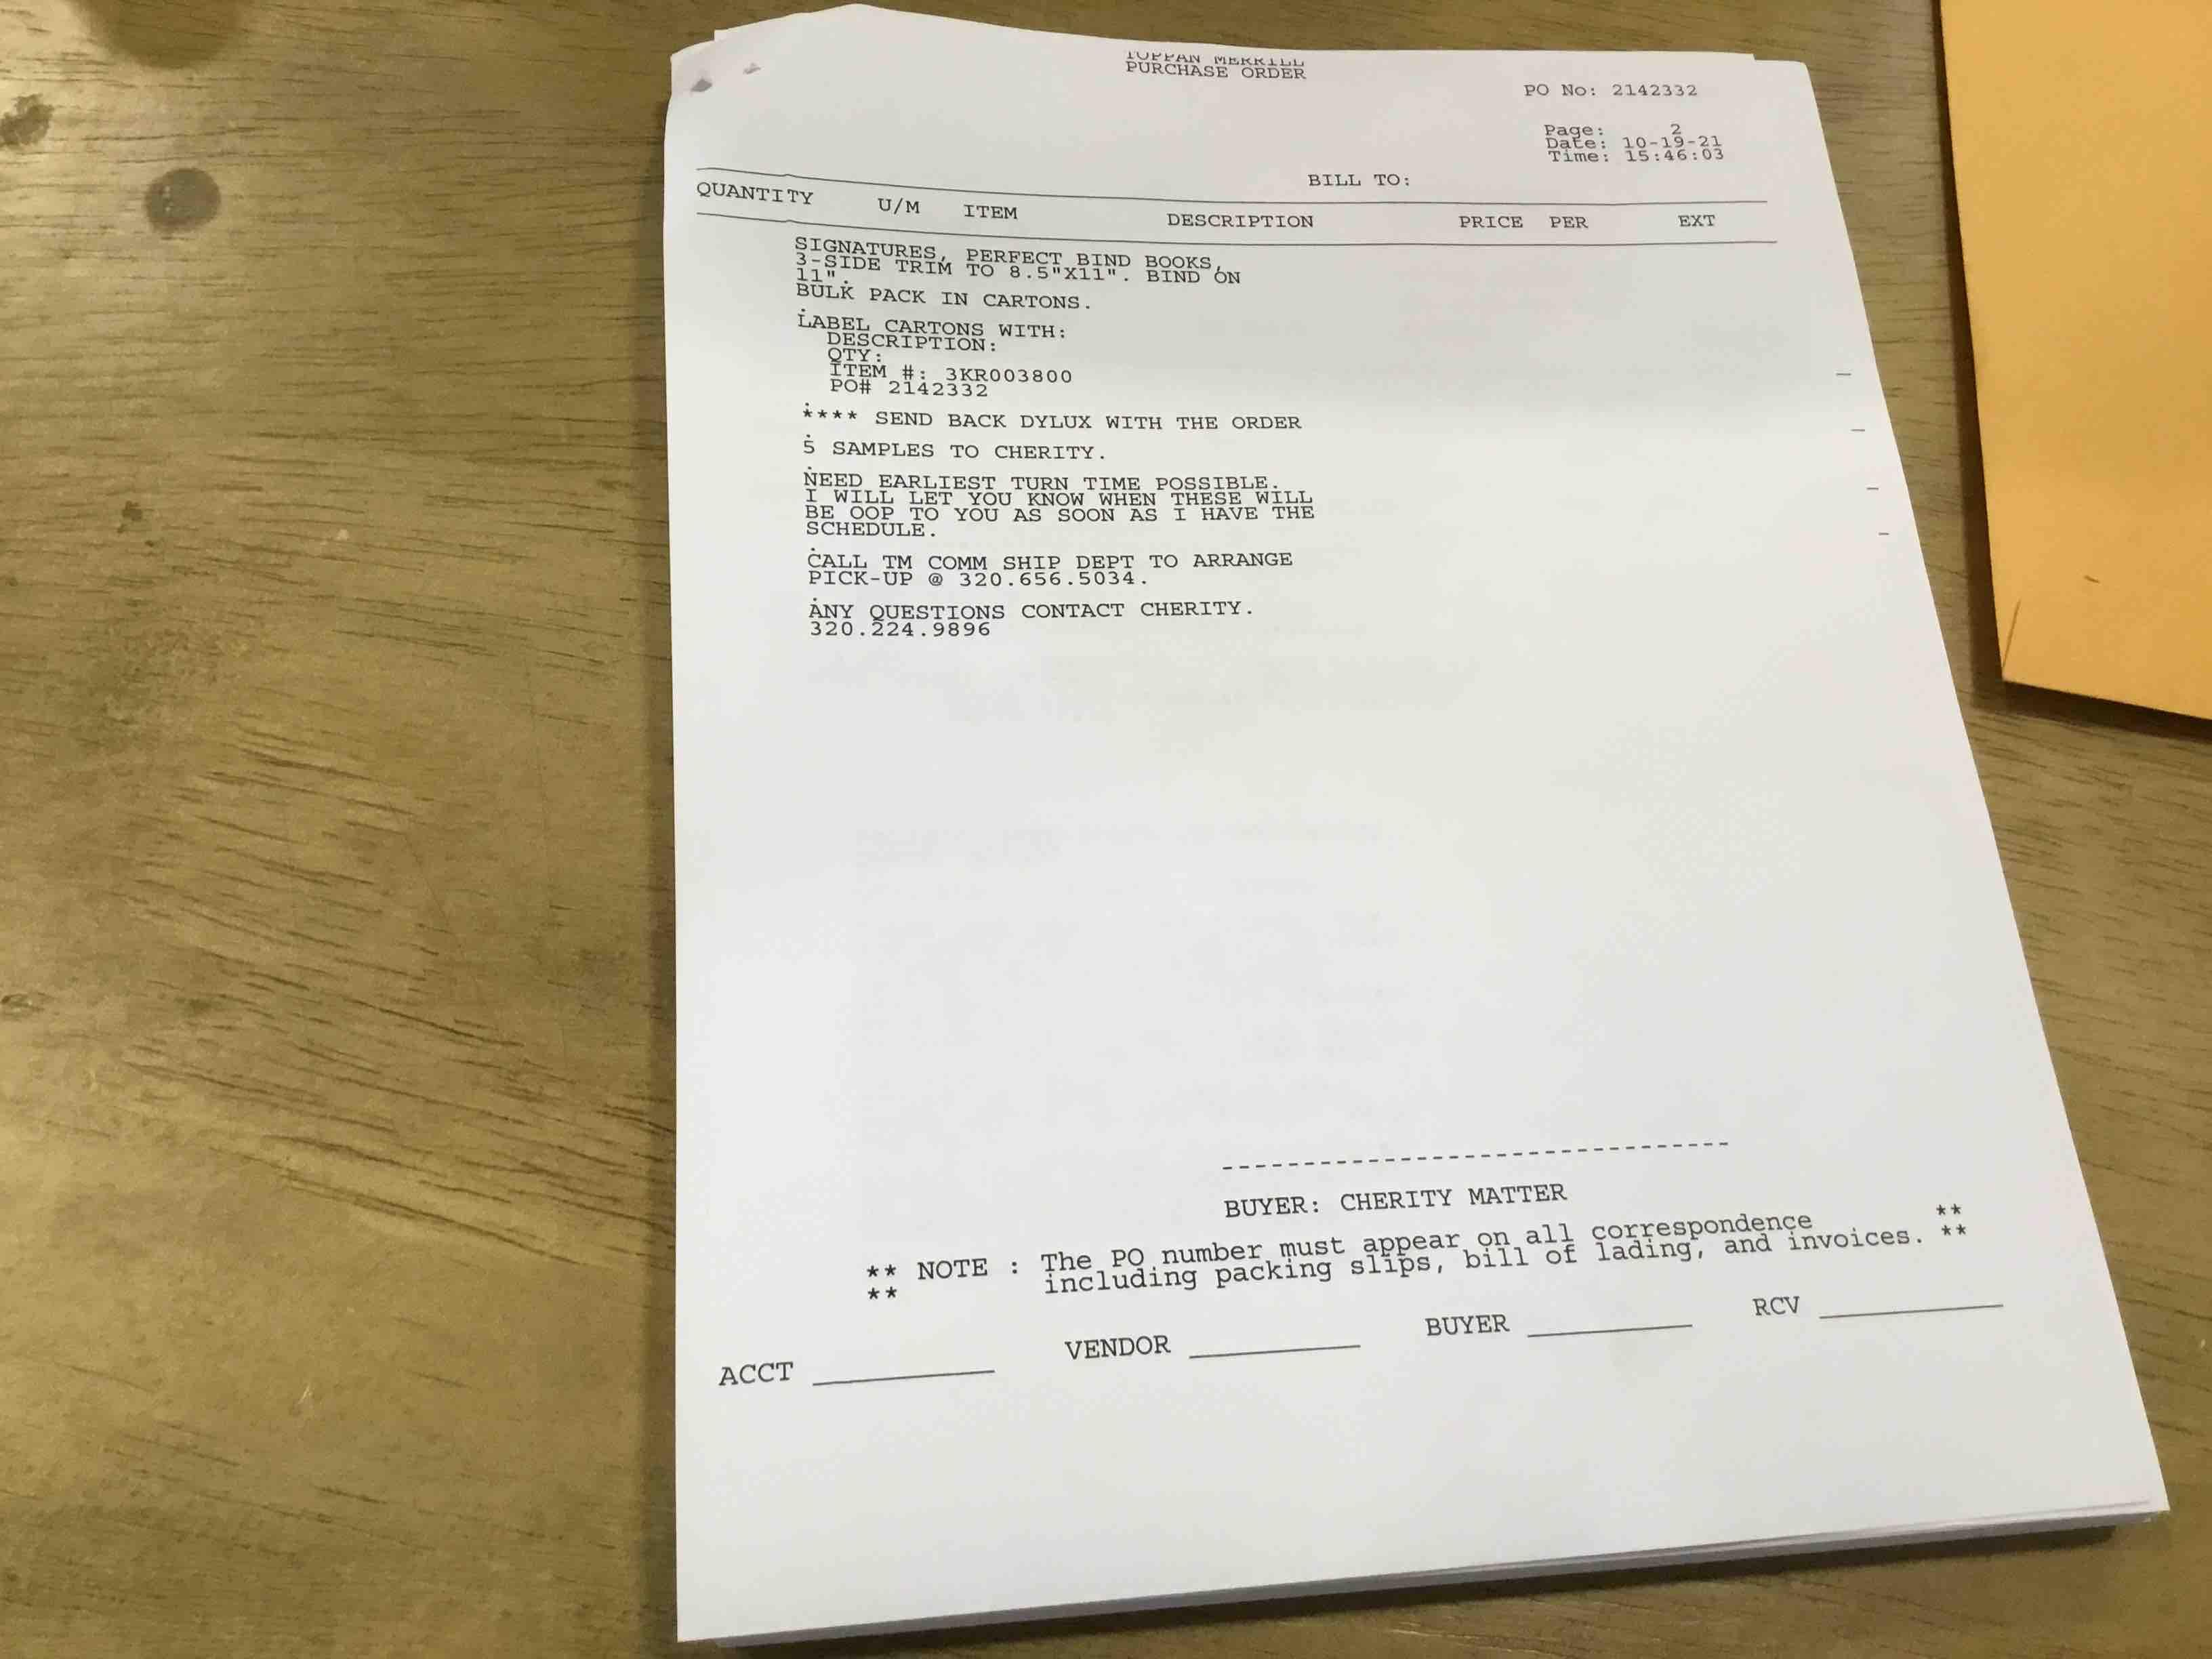 TOPPAN MERRILL
PURCHASE ORDER
PO No: 2142332
Page: 2
Date: 10-19-21
Time: 15:46:03
BILL TO:
QUANTITY U/M ITEM DESCRIPTION PRICE PER EXT
SIGNATURES, PERFECT BIND BOOKS,
3-SIDE TRIM TO 8.5"X11". BIND ON
11".
BULK PACK IN CARTONS.
.
LABEL CARTONS WITH:
DESCRIPTION:
QTY:
ITEM #: 3KR003800
PO# 2142332
.
**** SEND BACK DYLUX WITH THE ORDER
.
5 SAMPLES TO CHERITY.
.
NEED EARLIEST TURN TIME POSSIBLE.
I WILL LET YOU KNOW WHEN THESE WILL
BE OOP TO YOU AS SOON AS I HAVE THE
SCHEDULE.
.
CALL TM COMM SHIP DEPT TO ARRANGE
PICK-UP @ 320.656.5034.
.
ANY QUESTIONS CONTACT CHERITY.
320.224.9896
--------------------------------
BUYER: CHERITY MATTER
** NOTE : The PO number must appear on all correspondence **
** including packing slips, bill of lading, and invoices. **
ACCT ____________ VENDOR ____________ BUYER ____________ RCV ____________